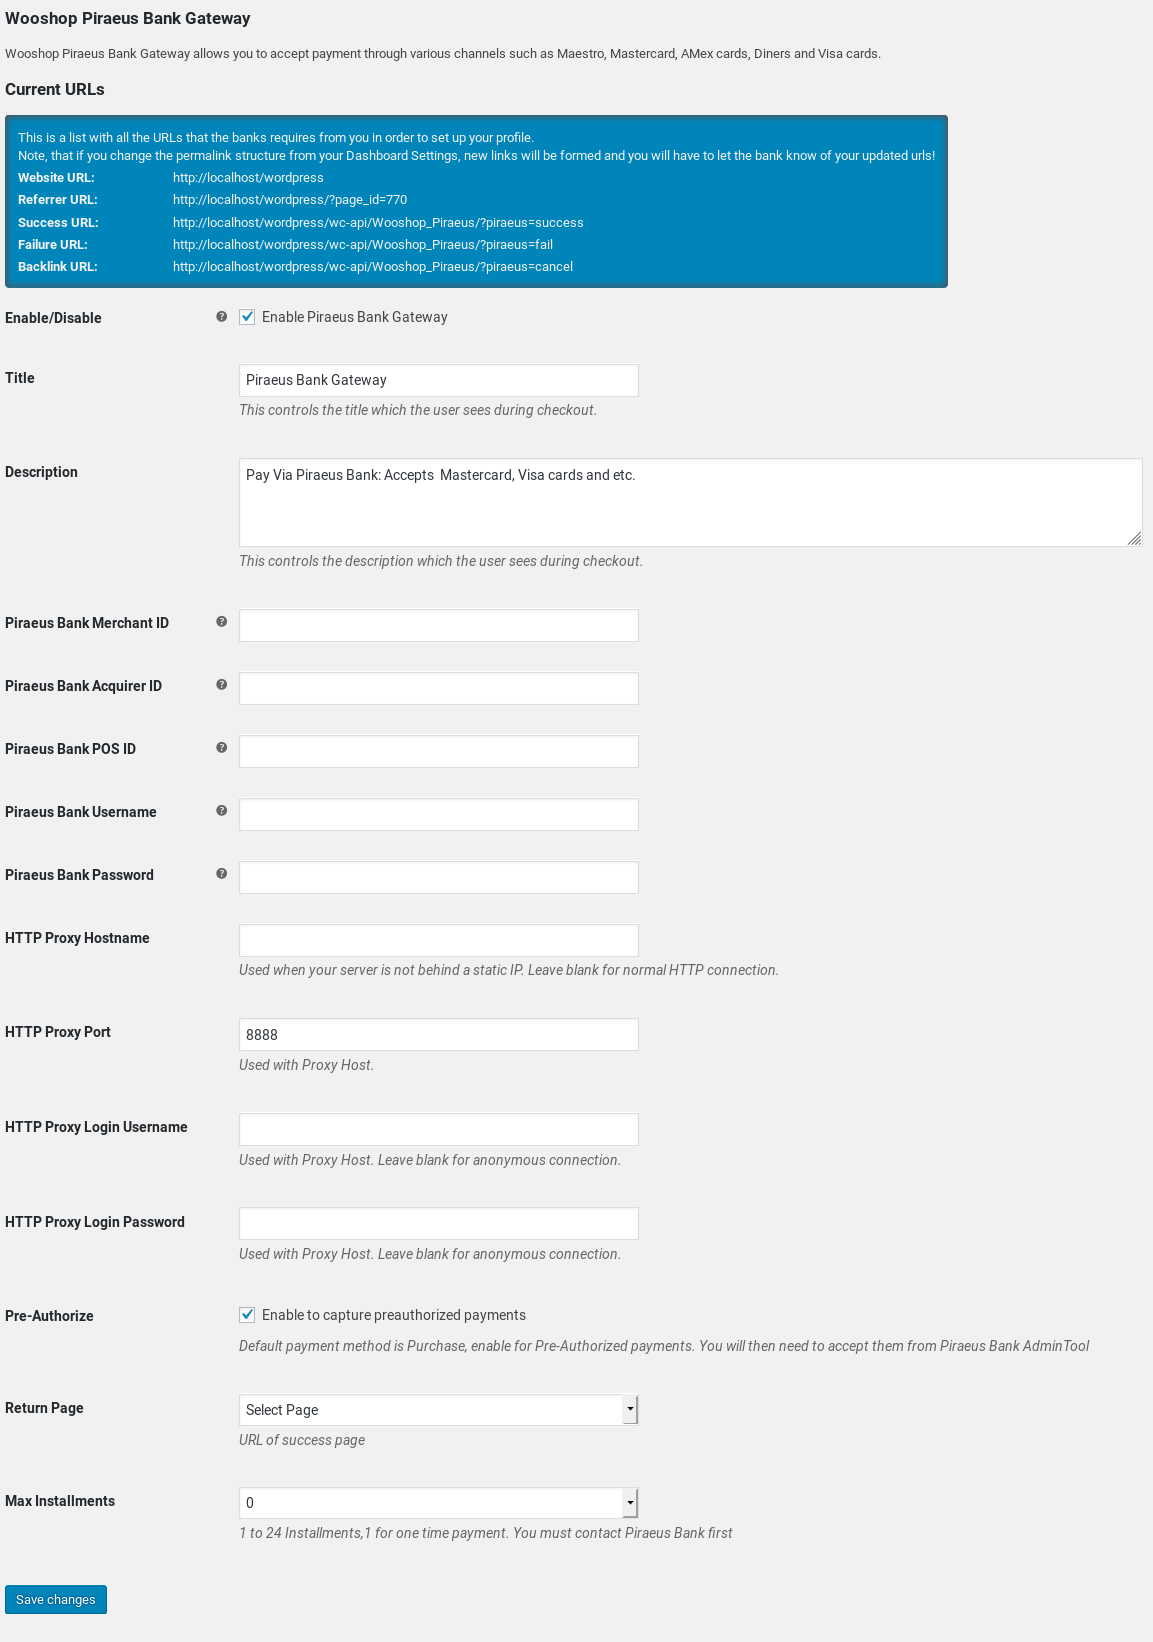 Wooshop Piraeus Bank Gateway
Wooshop Piraeus Bank Gateway allows you to accept payment through various channels such as Maestro, Mastercard, AMex cards, Diners and Visa cards.
Current URLs
This is a list with all the URLs that the banks requires from you in order to set up your profile.
Note, that if you change the permalink structure from your Dashboard Settings, new links will be formed and you will have to let the bank know of your updated urls!
Website URL: http://localhost/wordpress
Referrer URL: http://localhost/wordpress/?page_id=770
Success URL: http://localhost/wordpress/wc-api/Wooshop_Piraeus/?piraeus=success
Failure URL: http://localhost/wordpress/wc-api/Wooshop_Piraeus/?piraeus=fail
Backlink URL: http://localhost/wordpress/wc-api/Wooshop_Piraeus/?piraeus=cancel
Enable/Disable ? Enable Piraeus Bank Gateway
Title Piraeus Bank Gateway
This controls the title which the user sees during checkout.
Description Pay Via Piraeus Bank: Accepts  Mastercard, Visa cards and etc.
This controls the description which the user sees during checkout.
Piraeus Bank Merchant ID ?
Piraeus Bank Acquirer ID ?
Piraeus Bank POS ID ?
Piraeus Bank Username ?
Piraeus Bank Password ?
HTTP Proxy Hostname
Used when your server is not behind a static IP. Leave blank for normal HTTP connection.
HTTP Proxy Port 8888
Used with Proxy Host.
HTTP Proxy Login Username
Used with Proxy Host. Leave blank for anonymous connection.
HTTP Proxy Login Password
Used with Proxy Host. Leave blank for anonymous connection.
Pre-Authorize Enable to capture preauthorized payments
Default payment method is Purchase, enable for Pre-Authorized payments. You will then need to accept them from Piraeus Bank AdminTool
Return Page Select Page
URL of success page
Max Installments 0
1 to 24 Installments,1 for one time payment. You must contact Piraeus Bank first
Save changes